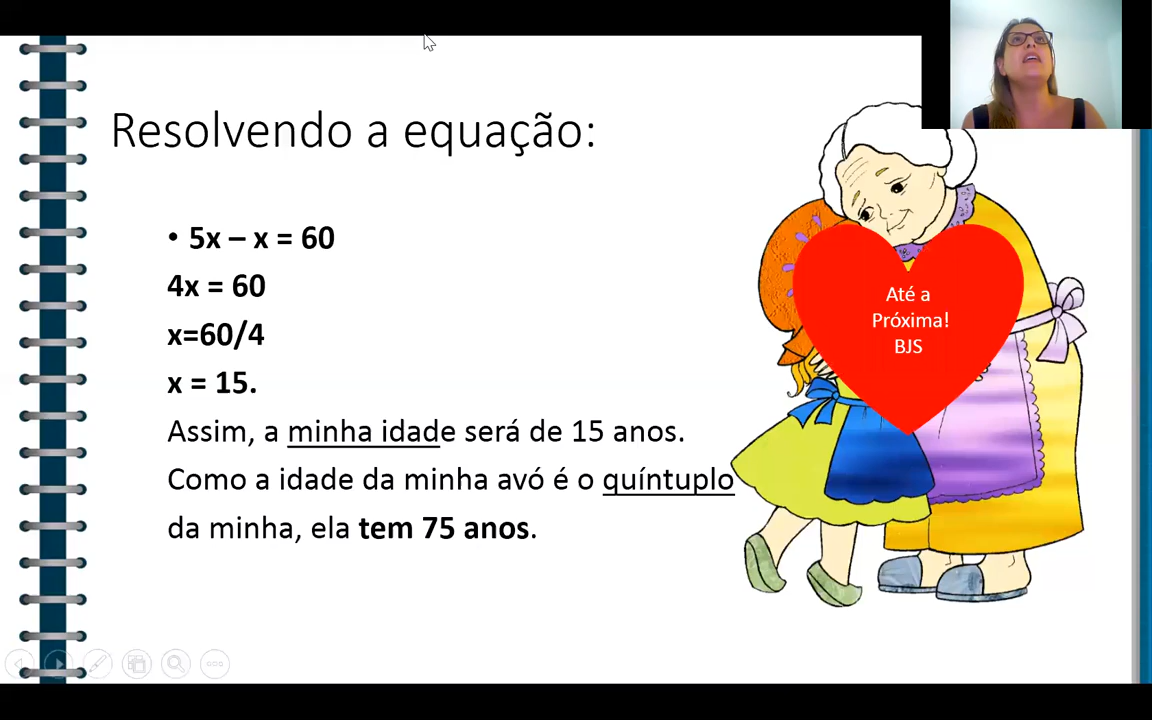 Resolvendo a equação:
• 5x – x = 60
4x = 60
x=60/4
x = 15.
Assim, a minha idade será de 15 anos.
Como a idade da minha avó é o quíntuplo
da minha, ela tem 75 anos.
Até a
Próxima!
BJS